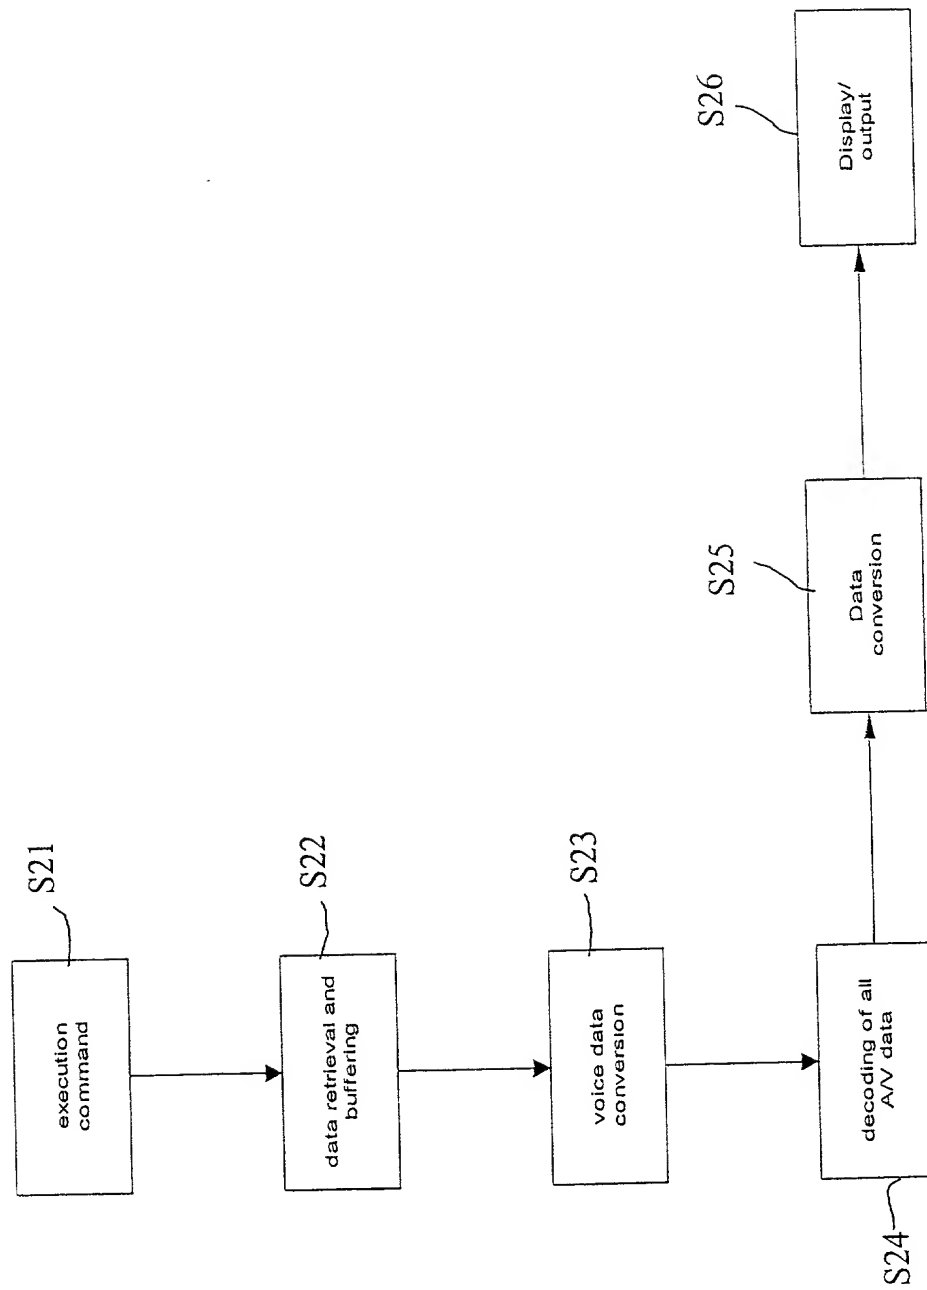 S21
execution
command
S22
data retrieval and
buffering
S23
voice data
conversion
S24
decoding of all
A/V data
S25
Data
conversion
S26
Display/
output